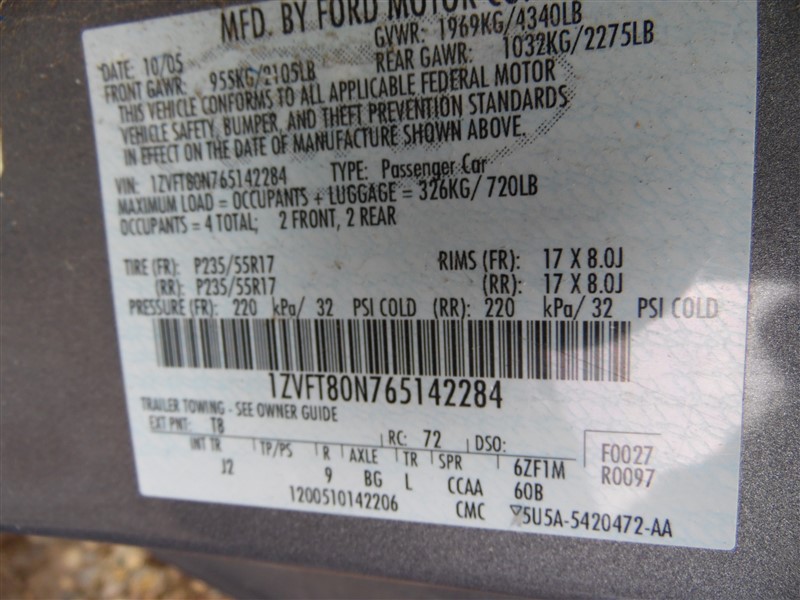 MFD. BY FORD MOTOR CO
DATE: 10/05 GVWR: 1969KG/4340LB
FRONT GAWR: 955KG/2105LB REAR GAWR: 1032KG/2275LB
THIS VEHICLE CONFORMS TO ALL APPLICABLE FEDERAL MOTOR
VEHICLE SAFETY, BUMPER, AND THEFT PREVENTION STANDARDS
IN EFFECT ON THE DATE OF MANUFACTURE SHOWN ABOVE.
VIN: 1ZVFT80N765142284 TYPE: Passenger Car
MAXIMUM LOAD = OCCUPANTS + LUGGAGE = 326KG/ 720LB
OCCUPANTS = 4 TOTAL; 2 FRONT, 2 REAR
TIRE (FR): P235/55R17 RIMS (FR): 17 X 8.0J
(RR): P235/55R17 (RR): 17 X 8.0J
PRESSURE (FR): 220 kPa/ 32 PSI COLD (RR): 220 kPa/ 32 PSI COLD
1ZVFT80N765142284
TRAILER TOWING - SEE OWNER GUIDE
EXT PNT: T8 RC: 72 DSO: F0027
INT TR TP/PS R AXLE TR SPR 6ZF1M R0097
J2 9 BG L CCAA 60B
1200510142206 CMC ▽5U5A-5420472-AA